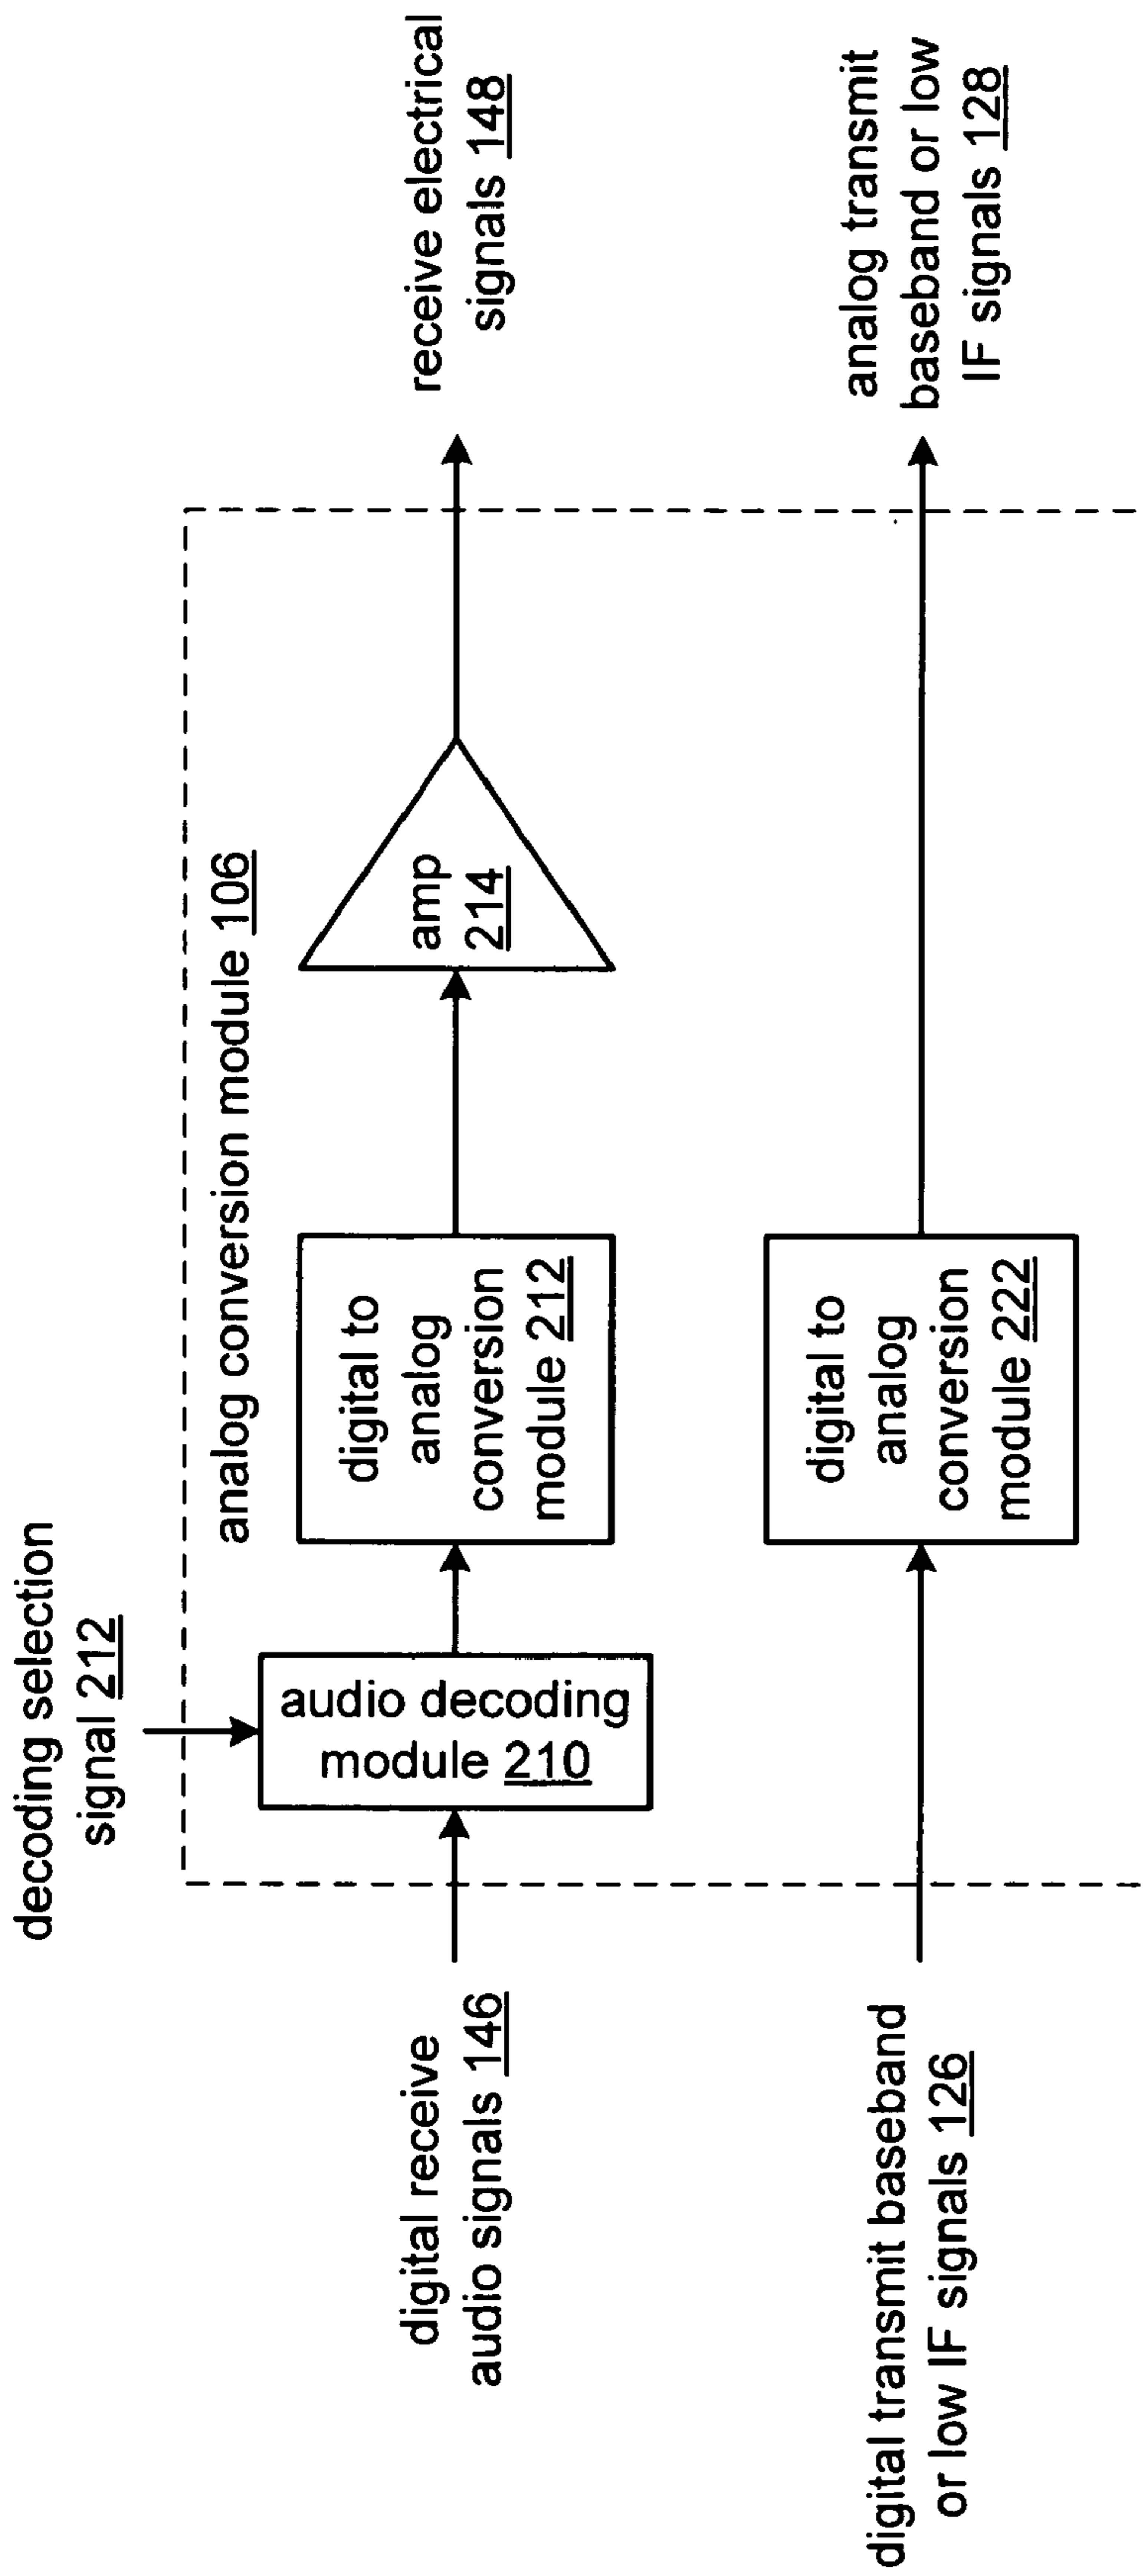 decoding selection
signal 212
analog conversion module 106
digital receive
audio signals 146
audio decoding
module 210
digital to
analog
conversion
module 212
amp
214
receive electrical
signals 148
digital transmit baseband
or low IF signals 126
digital to
analog
conversion
module 222
analog transmit
baseband or low
IF signals 128